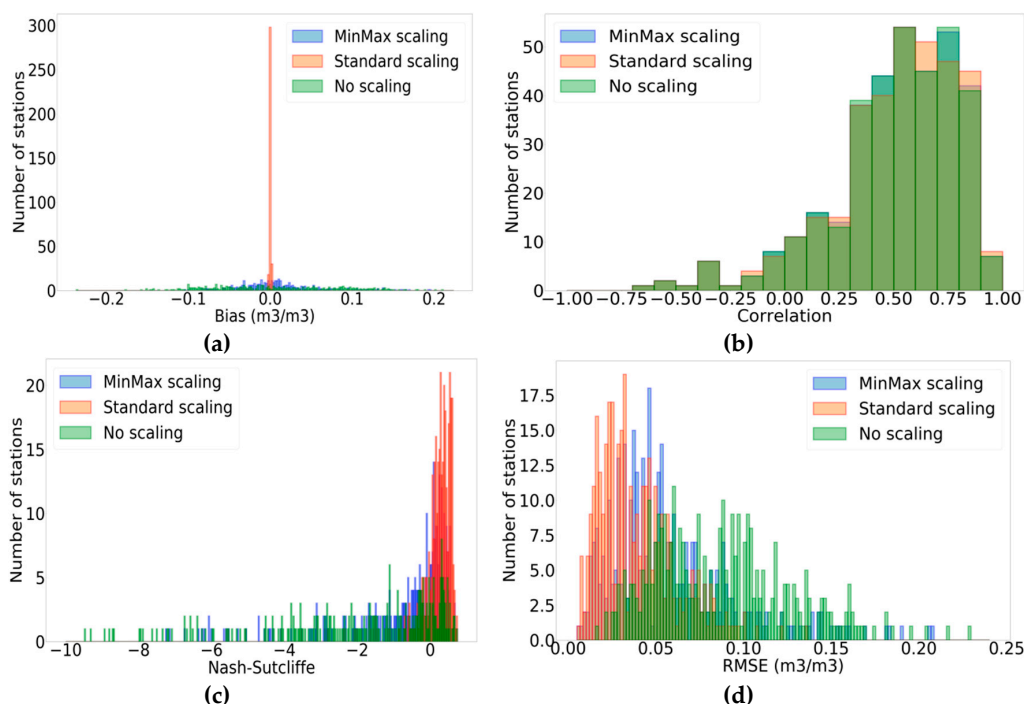 300
250
200
150
100
50
0
Number of stations
MinMax scaling
Standard scaling
No scaling
−0.2
−0.1
0.0
0.1
0.2
Bias (m3/m3)
(a)
50
40
30
20
10
0
Number of stations
MinMax scaling
Standard scaling
No scaling
−1.00
−0.75
−0.50
−0.25
0.00
0.25
0.50
0.75
1.00
Correlation
(b)
20
15
10
5
0
Number of stations
MinMax scaling
Standard scaling
No scaling
−10
−8
−6
−4
−2
0
Nash-Sutcliffe
(c)
17.5
15.0
12.5
10.0
7.5
5.0
2.5
0.0
Number of stations
MinMax scaling
Standard scaling
No scaling
0.00
0.05
0.10
0.15
0.20
0.25
RMSE (m3/m3)
(d)